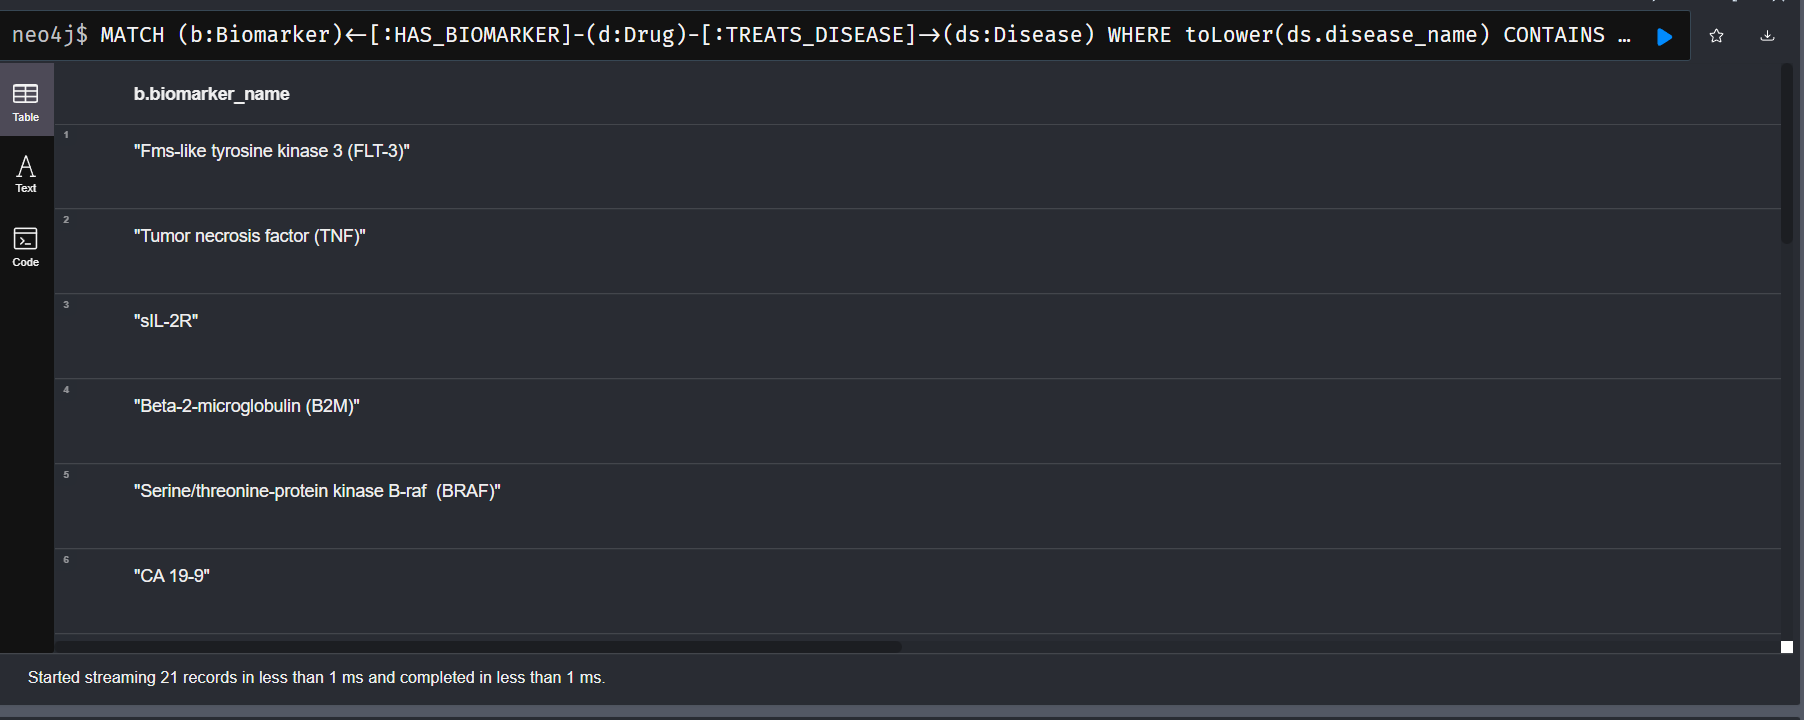 neo4j$ MATCH (b:Biomarker)<-[:HAS_BIOMARKER]-(d:Drug)-[:TREATS_DISEASE]->(ds:Disease) WHERE toLower(ds.disease_name) CONTAINS …
Table
Text
Code
b.biomarker_name
1
"Fms-like tyrosine kinase 3 (FLT-3)"
2
"Tumor necrosis factor (TNF)"
3
"sIL-2R"
4
"Beta-2-microglobulin (B2M)"
5
"Serine/threonine-protein kinase B-raf  (BRAF)"
6
"CA 19-9"
Started streaming 21 records in less than 1 ms and completed in less than 1 ms.